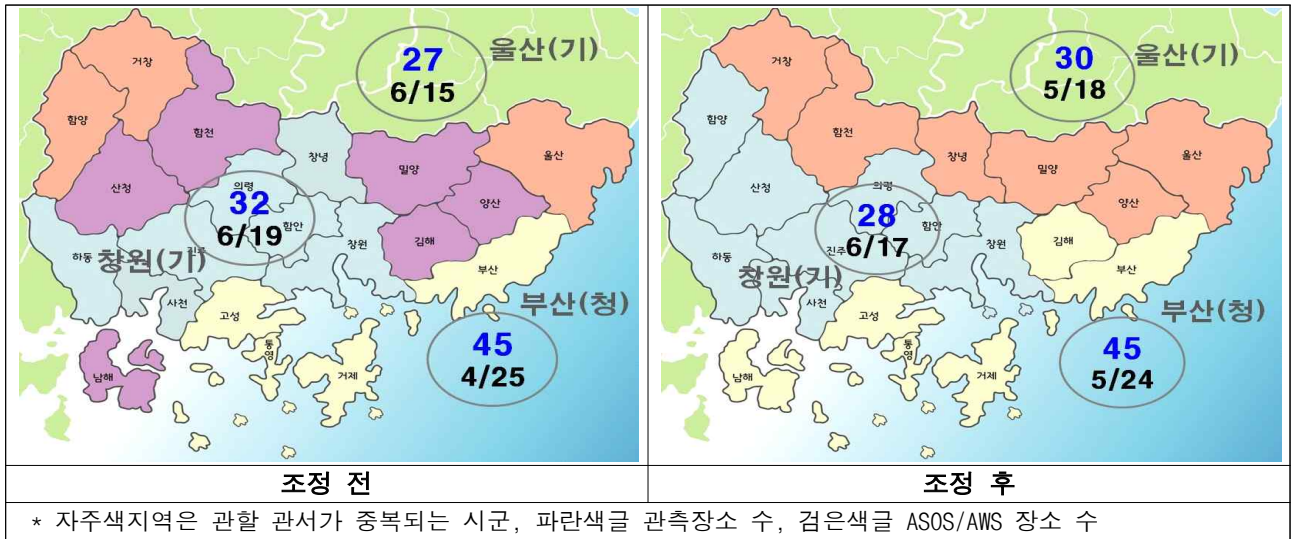 울산(기)
27
6/15
거창
함양
합천
창녕
밀양
울산
산청
의령
양산
32
6/19
함안
진주
창원
김해
하동
창원(기)
부산
사천
고성
부산(청)
통영
거제
남해
45
4/25
조정 전
울산(기)
30
5/18
거창
함양
합천
창녕
밀양
울산
산청
의령
양산
28
6/17
함안
진주
창원
김해
하동
창원(기)
부산
사천
고성
부산(청)
통영
거제
남해
45
5/24
조정 후
* 자주색지역은 관할 관서가 중복되는 시군, 파란색글 관측장소 수, 검은색글 ASOS/AWS 장소 수